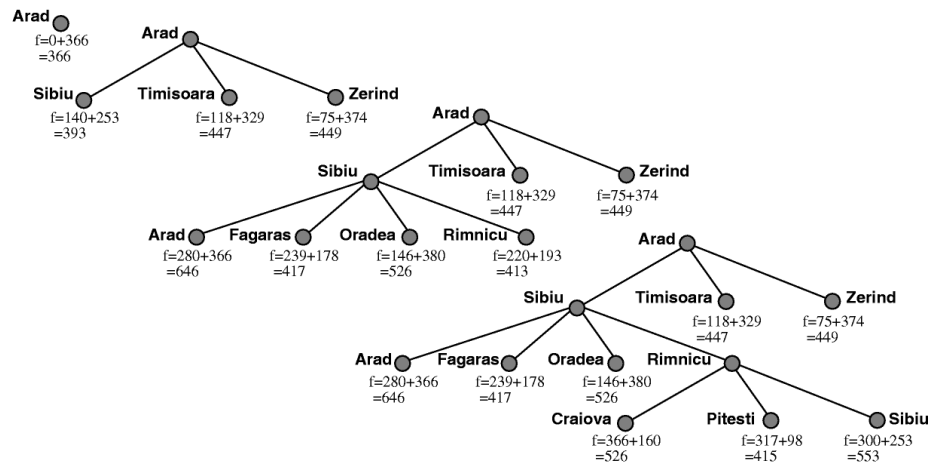 Arad
f=0+366
=366
Arad
Sibiu
f=140+253
=393
Timisoara
f=118+329
=447
Zerind
f=75+374
=449
Arad
Sibiu
Timisoara
f=118+329
=447
Zerind
f=75+374
=449
Arad
f=280+366
=646
Fagaras
f=239+178
=417
Oradea
f=146+380
=526
Rimnicu
f=220+193
=413
Arad
Sibiu
Timisoara
f=118+329
=447
Zerind
f=75+374
=449
Arad
f=280+366
=646
Fagaras
f=239+178
=417
Oradea
f=146+380
=526
Rimnicu
Craiova
f=366+160
=526
Pitesti
f=317+98
=415
Sibiu
f=300+253
=553